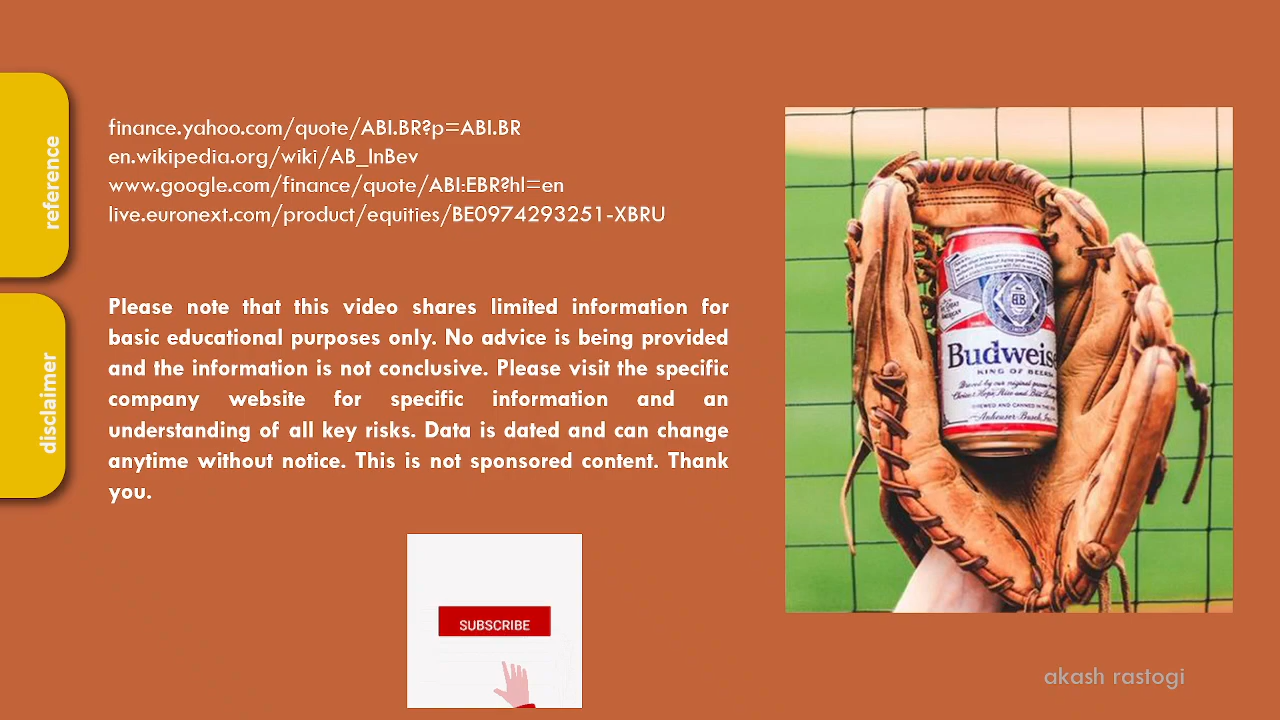 reference
finance.yahoo.com/quote/ABI.BR?p=ABI.BR
en.wikipedia.org/wiki/AB_InBev
www.google.com/finance/quote/ABI:EBR?hl=en
live.euronext.com/product/equities/BE0974293251-XBRU
disclaimer
Please note that this video shares limited information for
basic educational purposes only. No advice is being provided
and the information is not conclusive. Please visit the specific
company website for specific information and an
understanding of all key risks. Data is dated and can change
anytime without notice. This is not sponsored content. Thank
you.
SUBSCRIBE
Budweise
KING OF BEERS
Anheuser-Busch, Inc.
akash rastogi